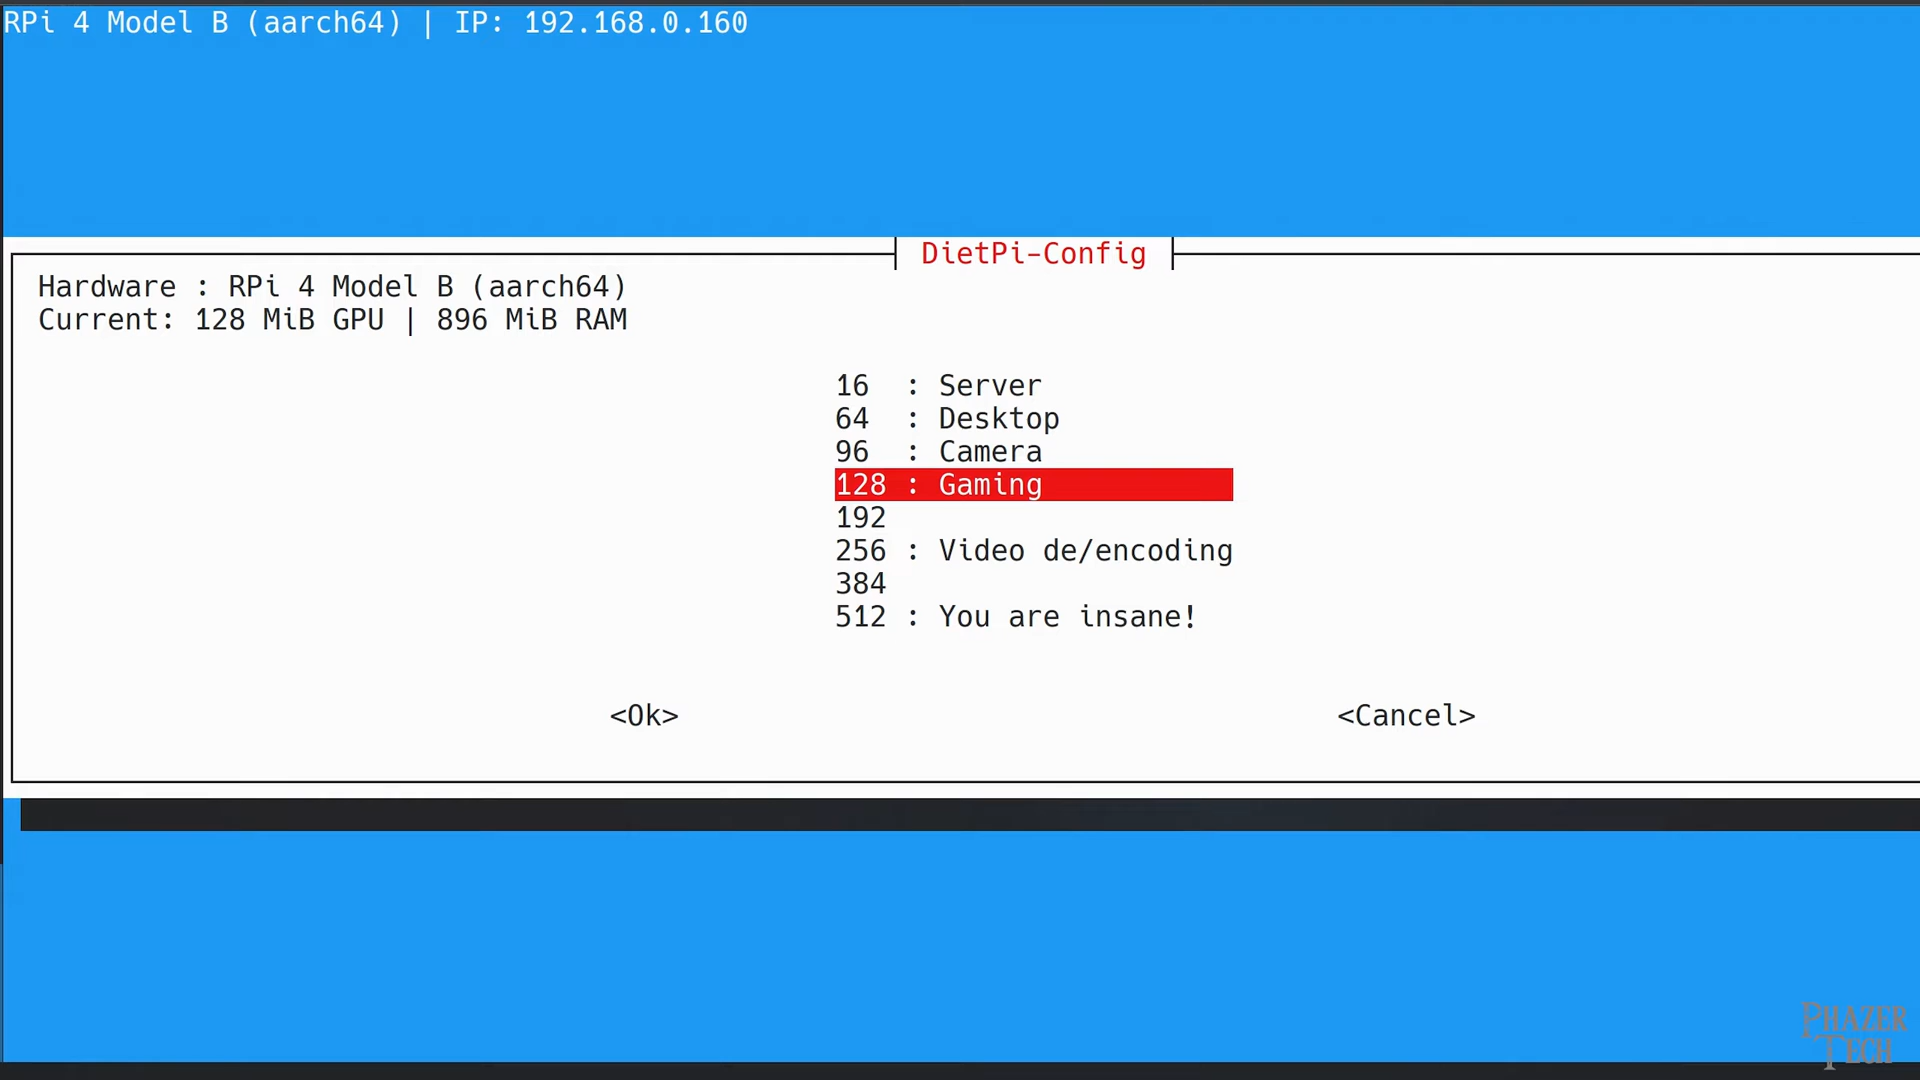 RPi 4 Model B (aarch64) | IP: 192.168.0.160
DietPi-Config
Hardware : RPi 4 Model B (aarch64)
Current: 128 MiB GPU | 896 MiB RAM
16  : Server
64  : Desktop
96  : Camera
128 : Gaming
192
256 : Video de/encoding
384
512 : You are insane!
<Ok> <Cancel>
PHAZER
TECH